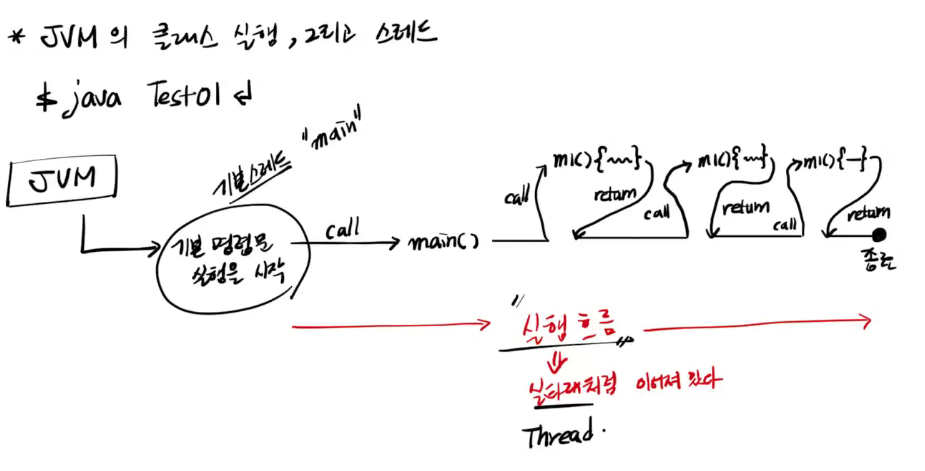 * JVM의 클래스 실행, 그리고 스레드
$ java Test01 ↲
JVM
기본스레드 "main"
기본 명령문
실행을 시작
call
main()
call
m1(){~~}
return
call
m1(){~~}
return
call
m1(){—}
return
종료
"실행 흐름"
⇓
실타래처럼 이어져 있다
Thread.